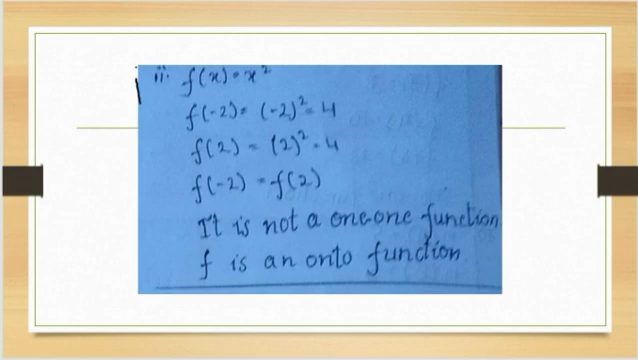 ii. f(x) = x²
f(-2) = (-2)² = 4
f(2) = (2)² = 4
f(-2) = f(2)
It is not a one-one function
f is an onto function.